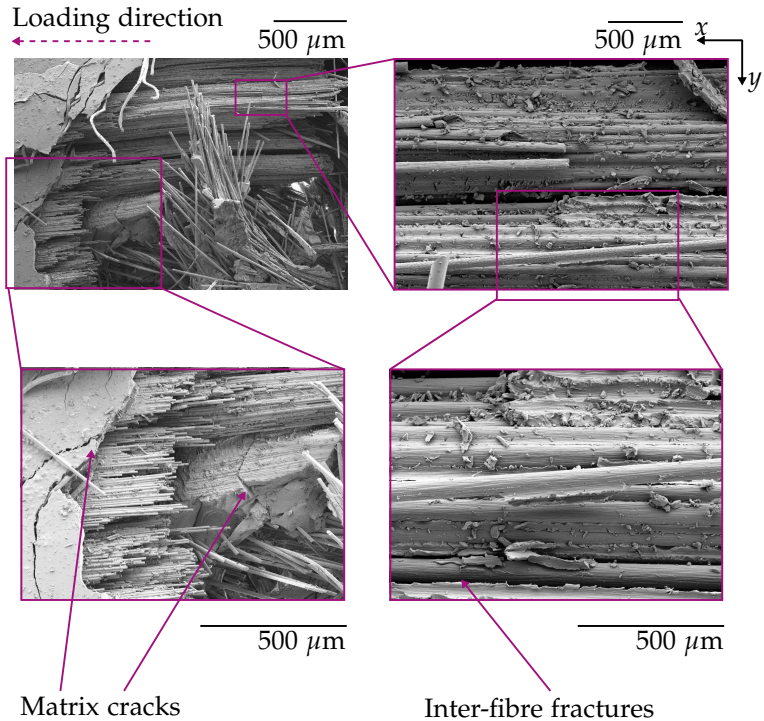 Loading direction
500 μm
500 μm
x
y
500 μm
500 μm
Matrix cracks
Inter-fibre fractures